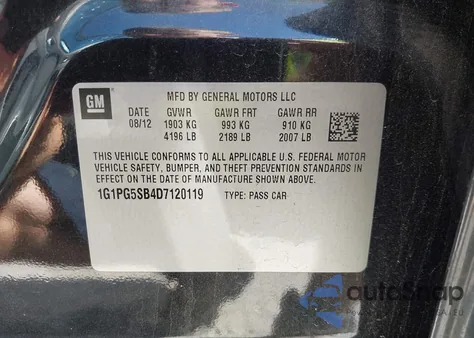 GM
MFD BY GENERAL MOTORS LLC
DATE GVWR GAWR FRT GAWR RR
08/12 1903 KG 993 KG 910 KG
4196 LB 2189 LB 2007 LB
THIS VEHICLE CONFORMS TO ALL APPLICABLE U.S. FEDERAL MOTOR
VEHICLE SAFETY, BUMPER, AND THEFT PREVENTION STANDARDS IN
EFFECT ON THE DATE OF MANUFACTURE SHOWN ABOVE.
1G1PG5SB4D7120119 TYPE: PASS CAR
autoSnap